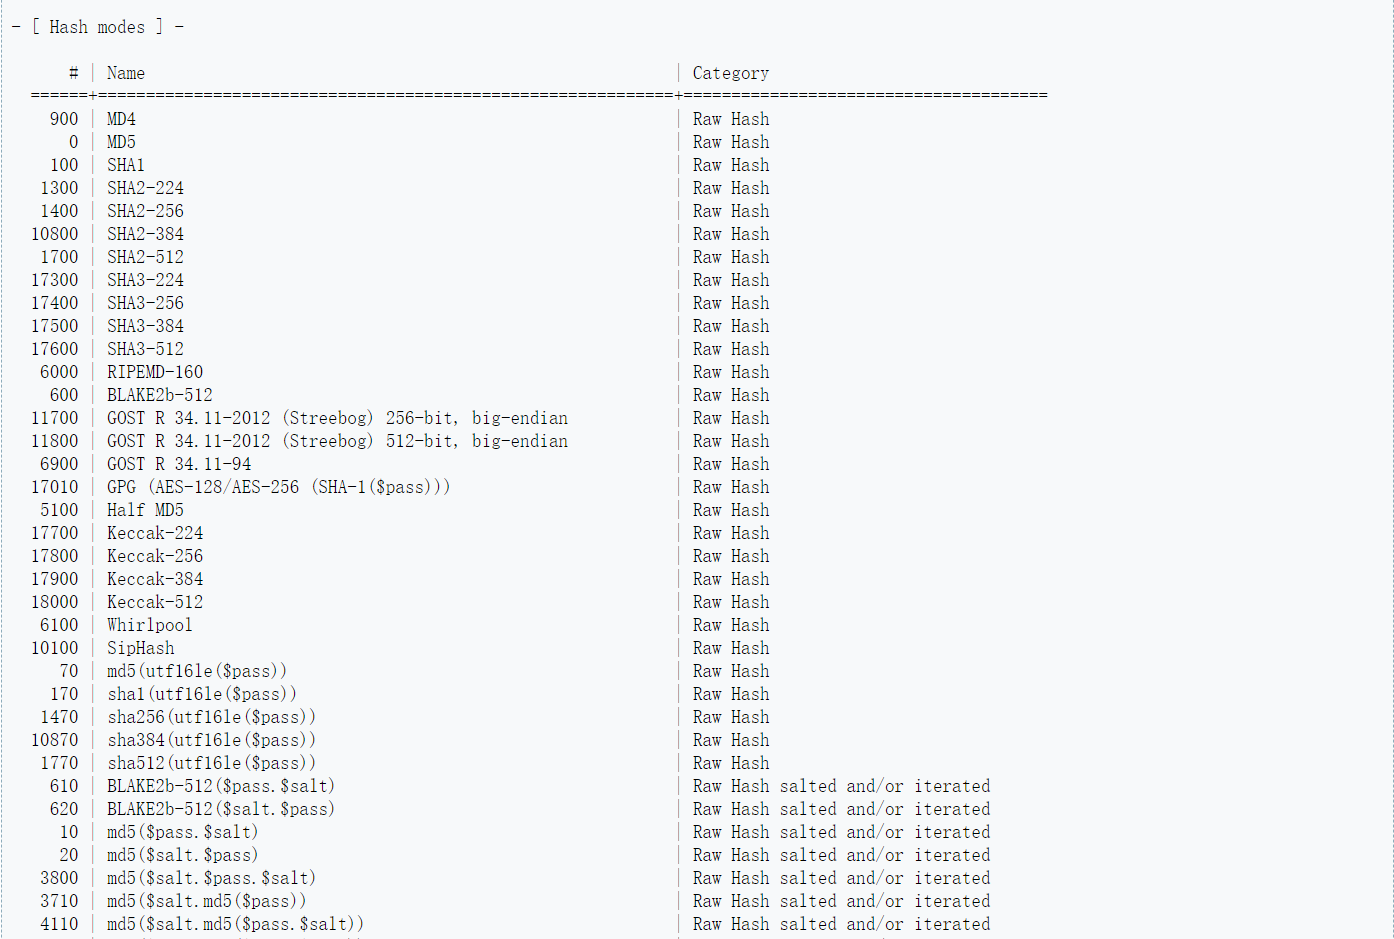 - [ Hash modes ] -
# | Name | Category
======+============================================================+======================================
900 | MD4 | Raw Hash
0 | MD5 | Raw Hash
100 | SHA1 | Raw Hash
1300 | SHA2-224 | Raw Hash
1400 | SHA2-256 | Raw Hash
10800 | SHA2-384 | Raw Hash
1700 | SHA2-512 | Raw Hash
17300 | SHA3-224 | Raw Hash
17400 | SHA3-256 | Raw Hash
17500 | SHA3-384 | Raw Hash
17600 | SHA3-512 | Raw Hash
6000 | RIPEMD-160 | Raw Hash
600 | BLAKE2b-512 | Raw Hash
11700 | GOST R 34.11-2012 (Streebog) 256-bit, big-endian | Raw Hash
11800 | GOST R 34.11-2012 (Streebog) 512-bit, big-endian | Raw Hash
6900 | GOST R 34.11-94 | Raw Hash
17010 | GPG (AES-128/AES-256 (SHA-1($pass))) | Raw Hash
5100 | Half MD5 | Raw Hash
17700 | Keccak-224 | Raw Hash
17800 | Keccak-256 | Raw Hash
17900 | Keccak-384 | Raw Hash
18000 | Keccak-512 | Raw Hash
6100 | Whirlpool | Raw Hash
10100 | SipHash | Raw Hash
70 | md5(utf16le($pass)) | Raw Hash
170 | sha1(utf16le($pass)) | Raw Hash
1470 | sha256(utf16le($pass)) | Raw Hash
10870 | sha384(utf16le($pass)) | Raw Hash
1770 | sha512(utf16le($pass)) | Raw Hash
610 | BLAKE2b-512($pass.$salt) | Raw Hash salted and/or iterated
620 | BLAKE2b-512($salt.$pass) | Raw Hash salted and/or iterated
10 | md5($pass.$salt) | Raw Hash salted and/or iterated
20 | md5($salt.$pass) | Raw Hash salted and/or iterated
3800 | md5($salt.$pass.$salt) | Raw Hash salted and/or iterated
3710 | md5($salt.md5($pass)) | Raw Hash salted and/or iterated
4110 | md5($salt.md5($pass.$salt)) | Raw Hash salted and/or iterated